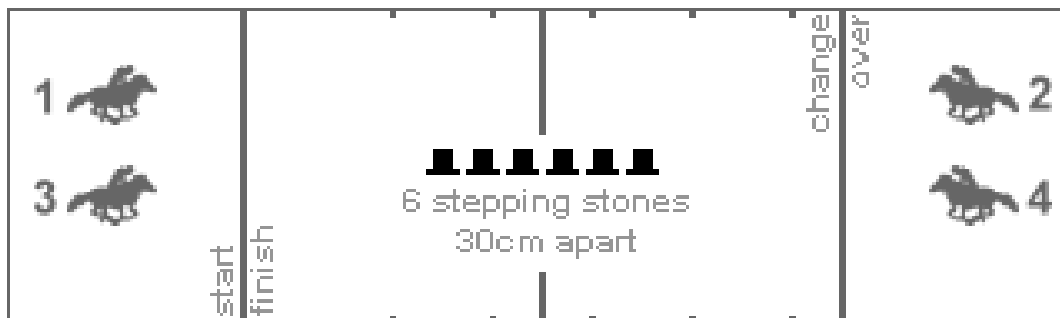 1
3
start
finish
6 stepping stones
30cm apart
change
over
2
4